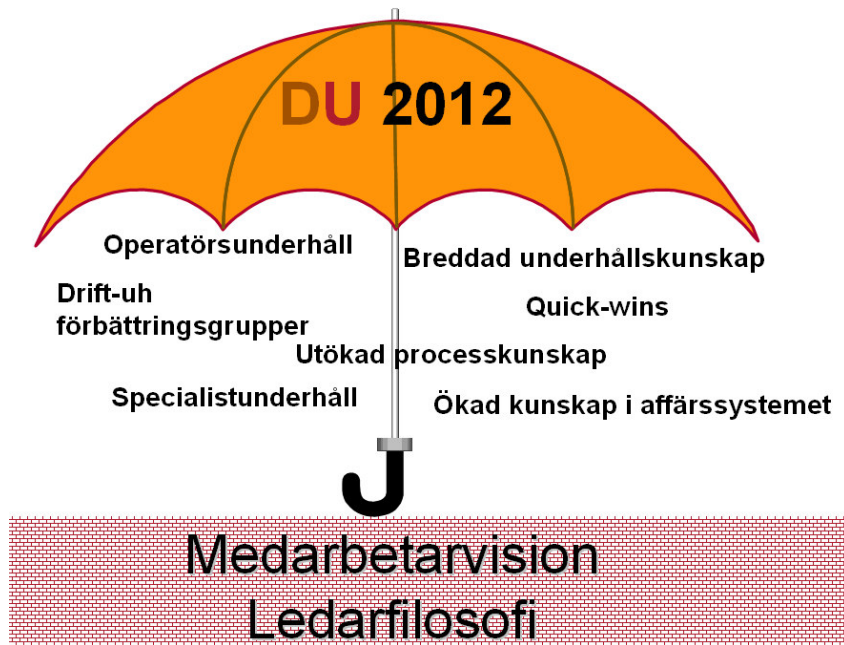 DU 2012
Operatörsunderhåll
Breddad underhållskunskap
Drift-uh
förbättringsgrupper
Quick-wins
Utökad processkunskap
Specialistunderhåll
Ökad kunskap i affärssystemet
Medarbetarvision
Ledarfilosofi